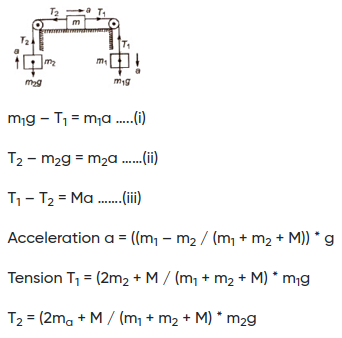 T₂ a T₁
m
T₂ T₁
a m₂ m₁ a
m₂g m₁g
m₁g – T₁ = m₁a .....(i)
T₂ – m₂g = m₂a ......(ii)
T₁ – T₂ = Ma .......(iii)
Acceleration a = ((m₁ – m₂ / (m₁ + m₂ + M)) * g
Tension T₁ = (2m₂ + M / (m₁ + m₂ + M) * m₁g
T₂ = (2mₐ + M / (m₁ + m₂ + M) * m₂g